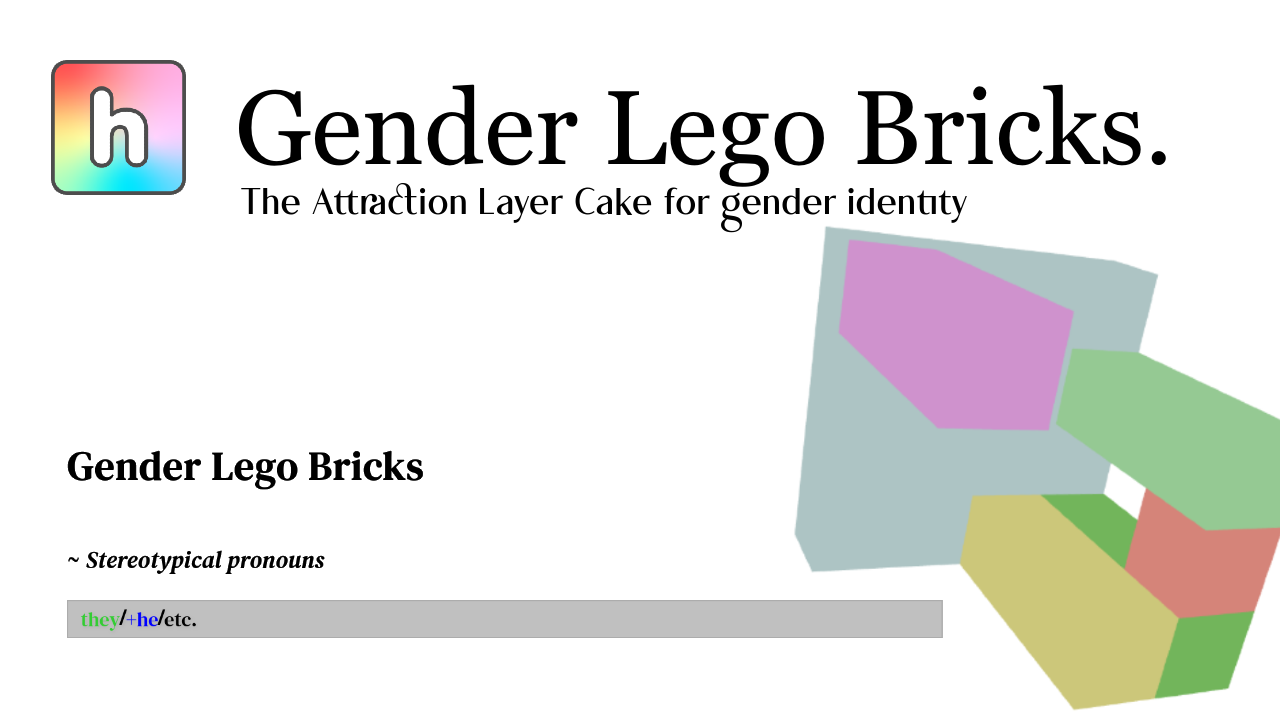 h
Gender Lego Bricks.
The Attraction Layer Cake for gender identity
Gender Lego Bricks
~ Stereotypical pronouns
they/+he/etc.